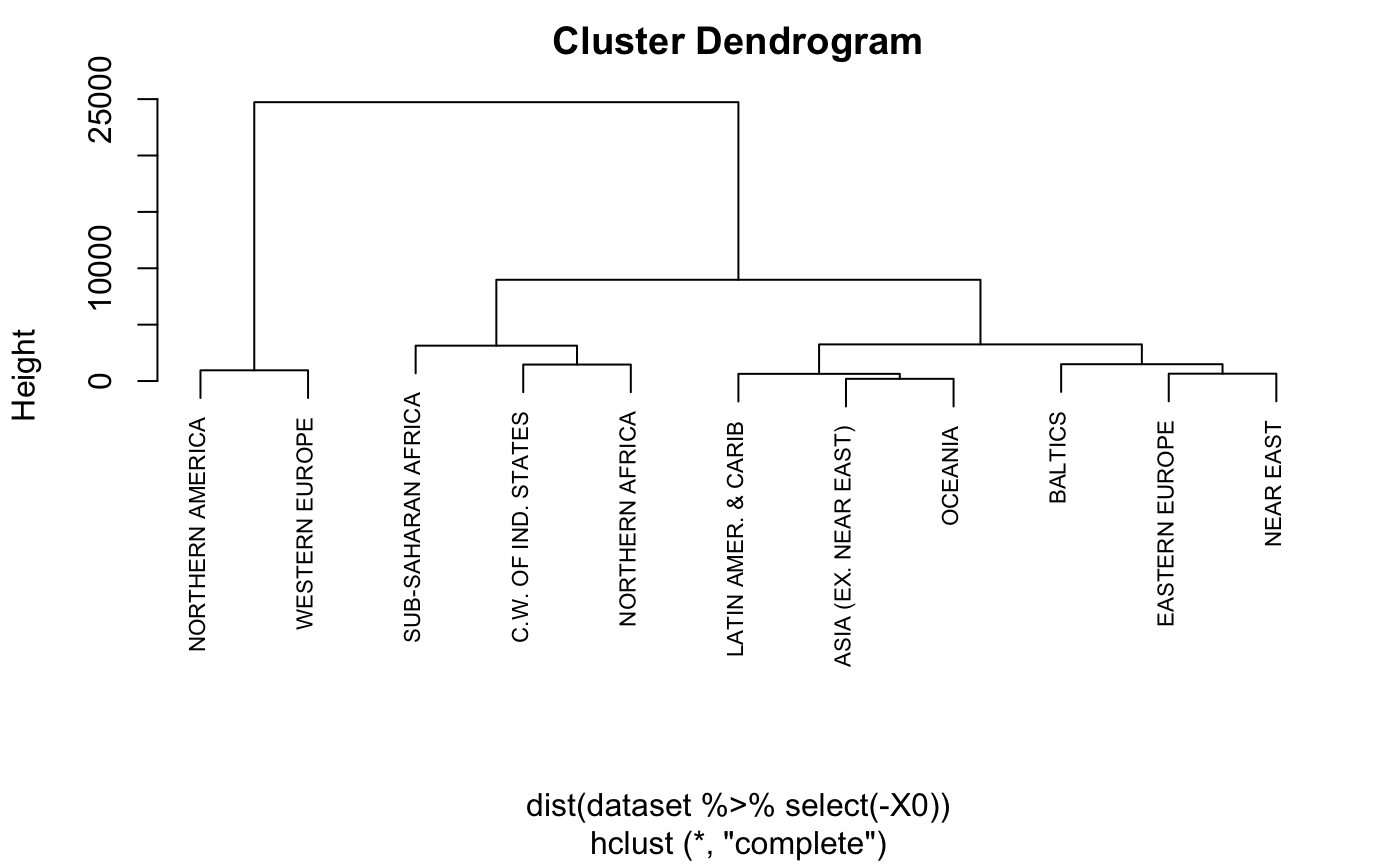 Cluster Dendrogram
Height
25000
10000
0
NORTHERN AMERICA
WESTERN EUROPE
SUB-SAHARAN AFRICA
C.W. OF IND. STATES
NORTHERN AFRICA
LATIN AMER. & CARIB
ASIA (EX. NEAR EAST)
OCEANIA
BALTICS
EASTERN EUROPE
NEAR EAST
dist(dataset %>% select(-X0))
hclust (*, "complete")